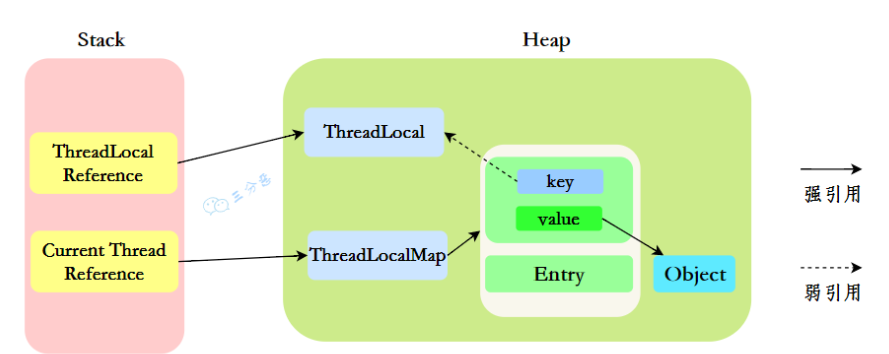 Stack
Heap
ThreadLocal
Reference
ThreadLocal
key
value
强引用
三分恶
Current Thread
Reference
ThreadLocalMap
Entry
Object
弱引用